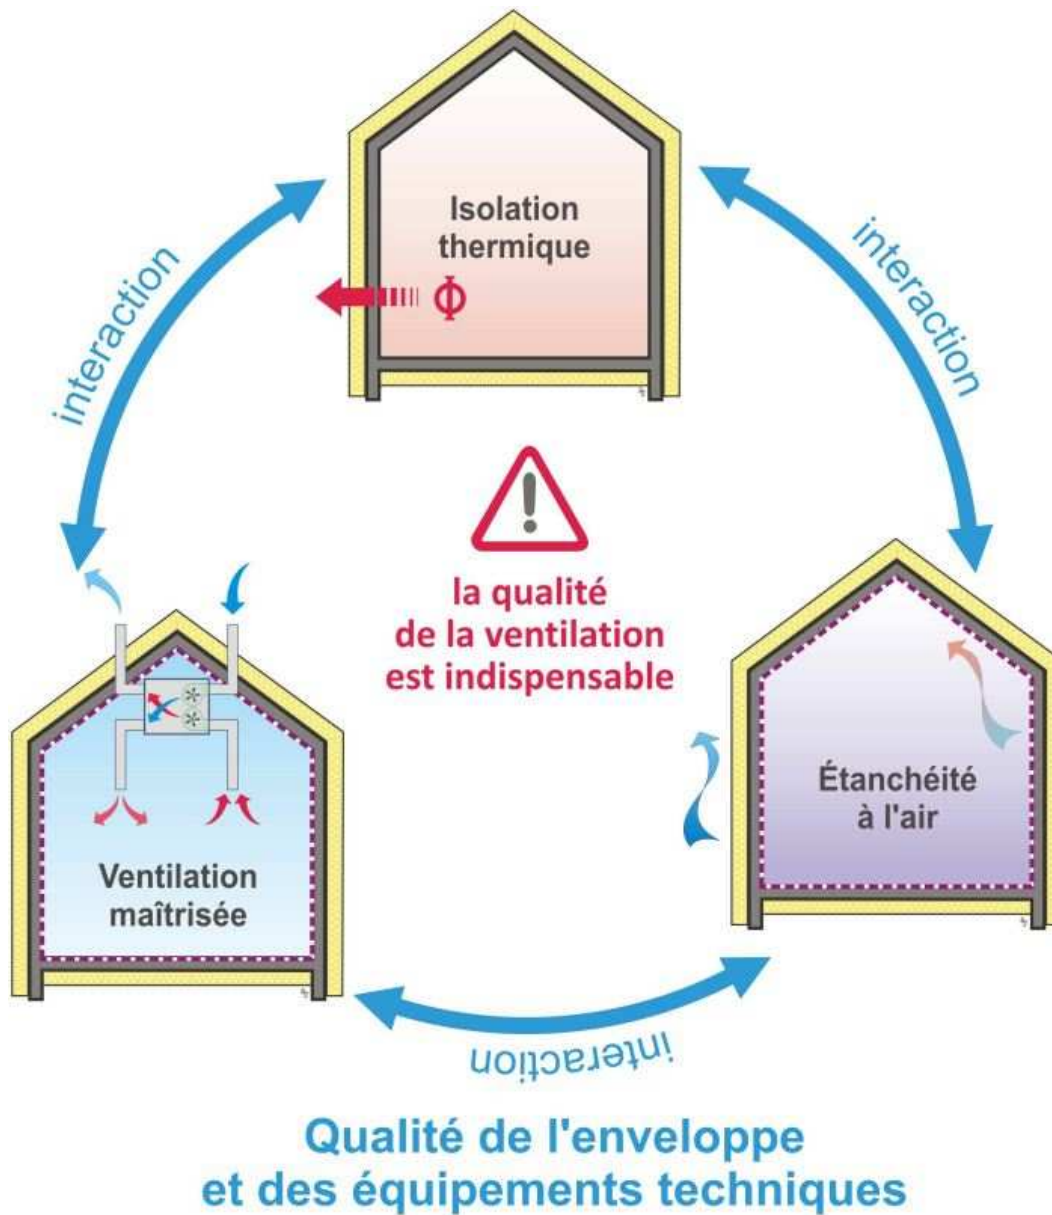 Isolation
thermique
Φ
interaction
interaction
la qualité
de la ventilation
est indispensable
Étanchéité
à l'air
Ventilation
maîtrisée
interaction
Qualité de l'enveloppe
et des équipements techniques